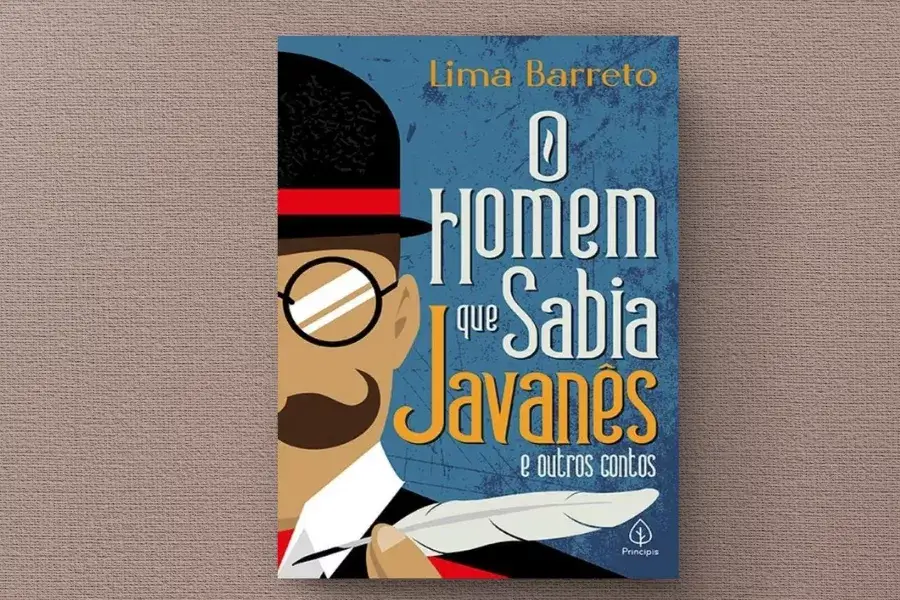 Lima Barreto
O
Homem
que Sabia
Javanês
e outros contos
Principis